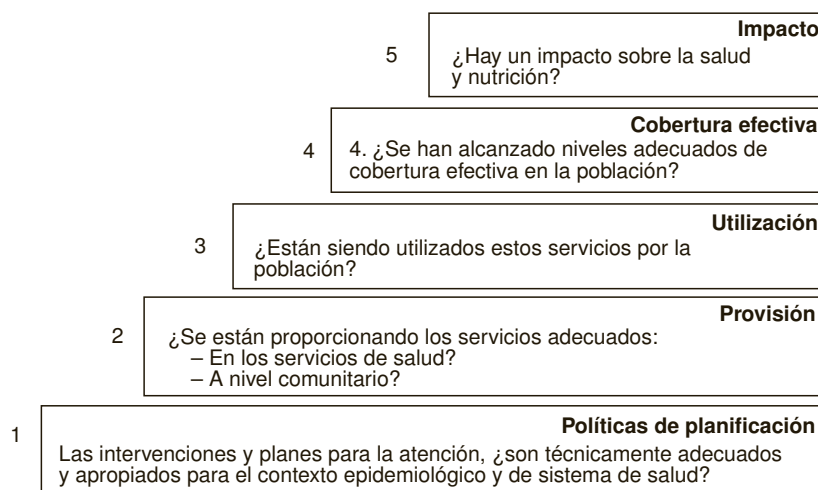 Impacto
5
¿Hay un impacto sobre la salud
y nutrición?
Cobertura efectiva
4
4. ¿Se han alcanzado niveles adecuados de
cobertura efectiva en la población?
Utilización
3
¿Están siendo utilizados estos servicios por la
población?
Provisión
2
¿Se están proporcionando los servicios adecuados:
– En los servicios de salud?
– A nivel comunitario?
Políticas de planificación
1
Las intervenciones y planes para la atención, ¿son técnicamente adecuados
y apropiados para el contexto epidemiológico y de sistema de salud?